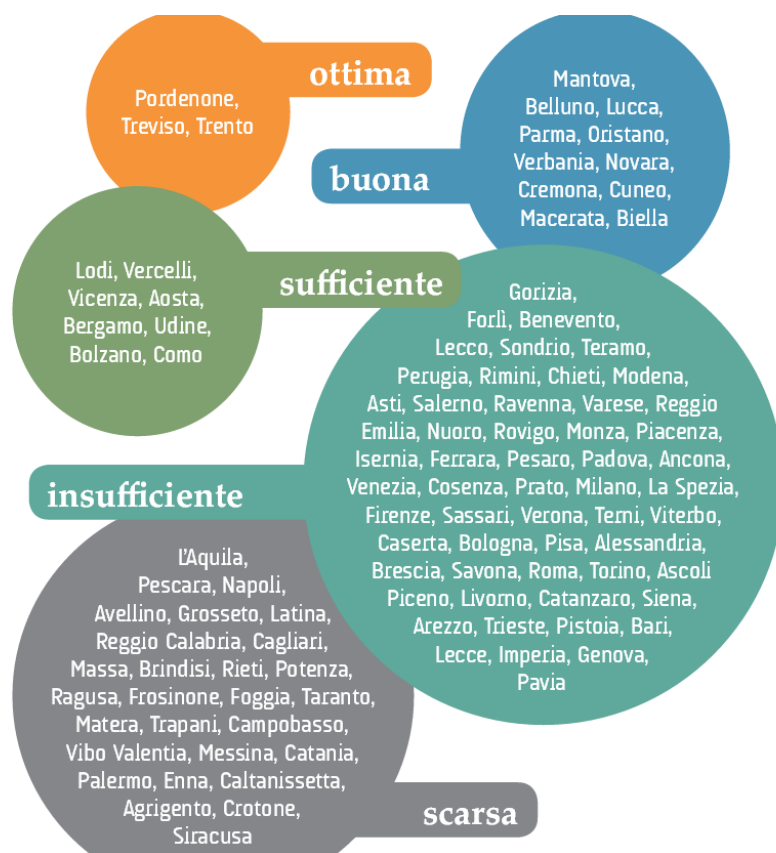 ottima
Pordenone,
Treviso, Trento
buona
Mantova,
Belluno, Lucca,
Parma, Oristano,
Verbania, Novara,
Cremona, Cuneo,
Macerata, Biella
sufficiente
Lodi, Vercelli,
Vicenza, Aosta,
Bergamo, Udine,
Bolzano, Como
insufficiente
Gorizia,
Forlì, Benevento,
Lecco, Sondrio, Teramo,
Perugia, Rimini, Chieti, Modena,
Asti, Salerno, Ravenna, Varese, Reggio
Emilia, Nuoro, Rovigo, Monza, Piacenza,
Isernia, Ferrara, Pesaro, Padova, Ancona,
Venezia, Cosenza, Prato, Milano, La Spezia,
Firenze, Sassari, Verona, Terni, Viterbo,
Caserta, Bologna, Pisa, Alessandria,
Brescia, Savona, Roma, Torino, Ascoli
Piceno, Livorno, Catanzaro, Siena,
Arezzo, Trieste, Pistoia, Bari,
Lecce, Imperia, Genova,
Pavia
L'Aquila,
Pescara, Napoli,
Avellino, Grosseto, Latina,
Reggio Calabria, Cagliari,
Massa, Brindisi, Rieti, Potenza,
Ragusa, Frosinone, Foggia, Taranto,
Matera, Trapani, Campobasso,
Vibo Valentia, Messina, Catania,
Palermo, Enna, Caltanissetta,
Agrigento, Crotone,
Siracusa
scarsa